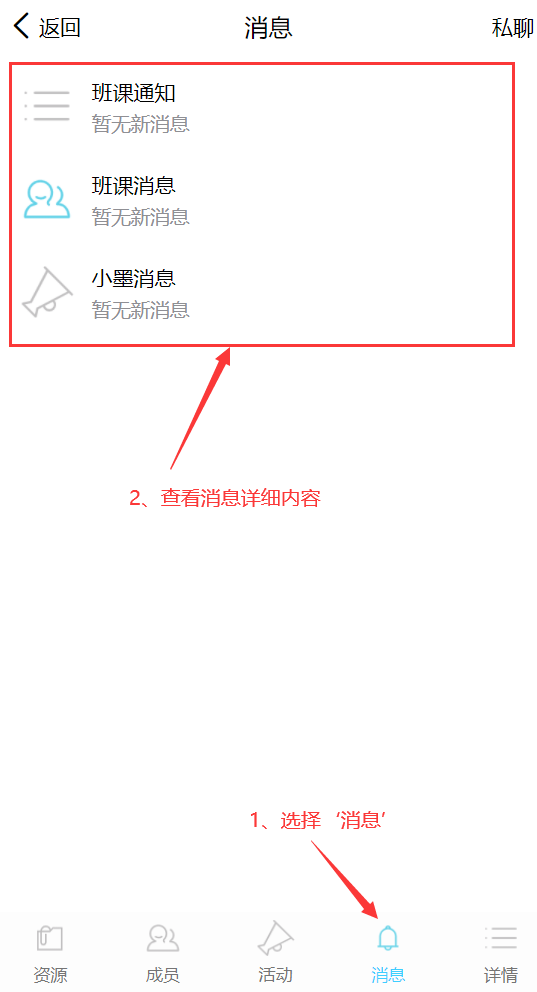 返回 消息 私聊
班课通知
暂无新消息
班课消息
暂无新消息
小墨消息
暂无新消息
2、查看消息详细内容
1、选择‘消息’
资源 成员 活动 消息 详情